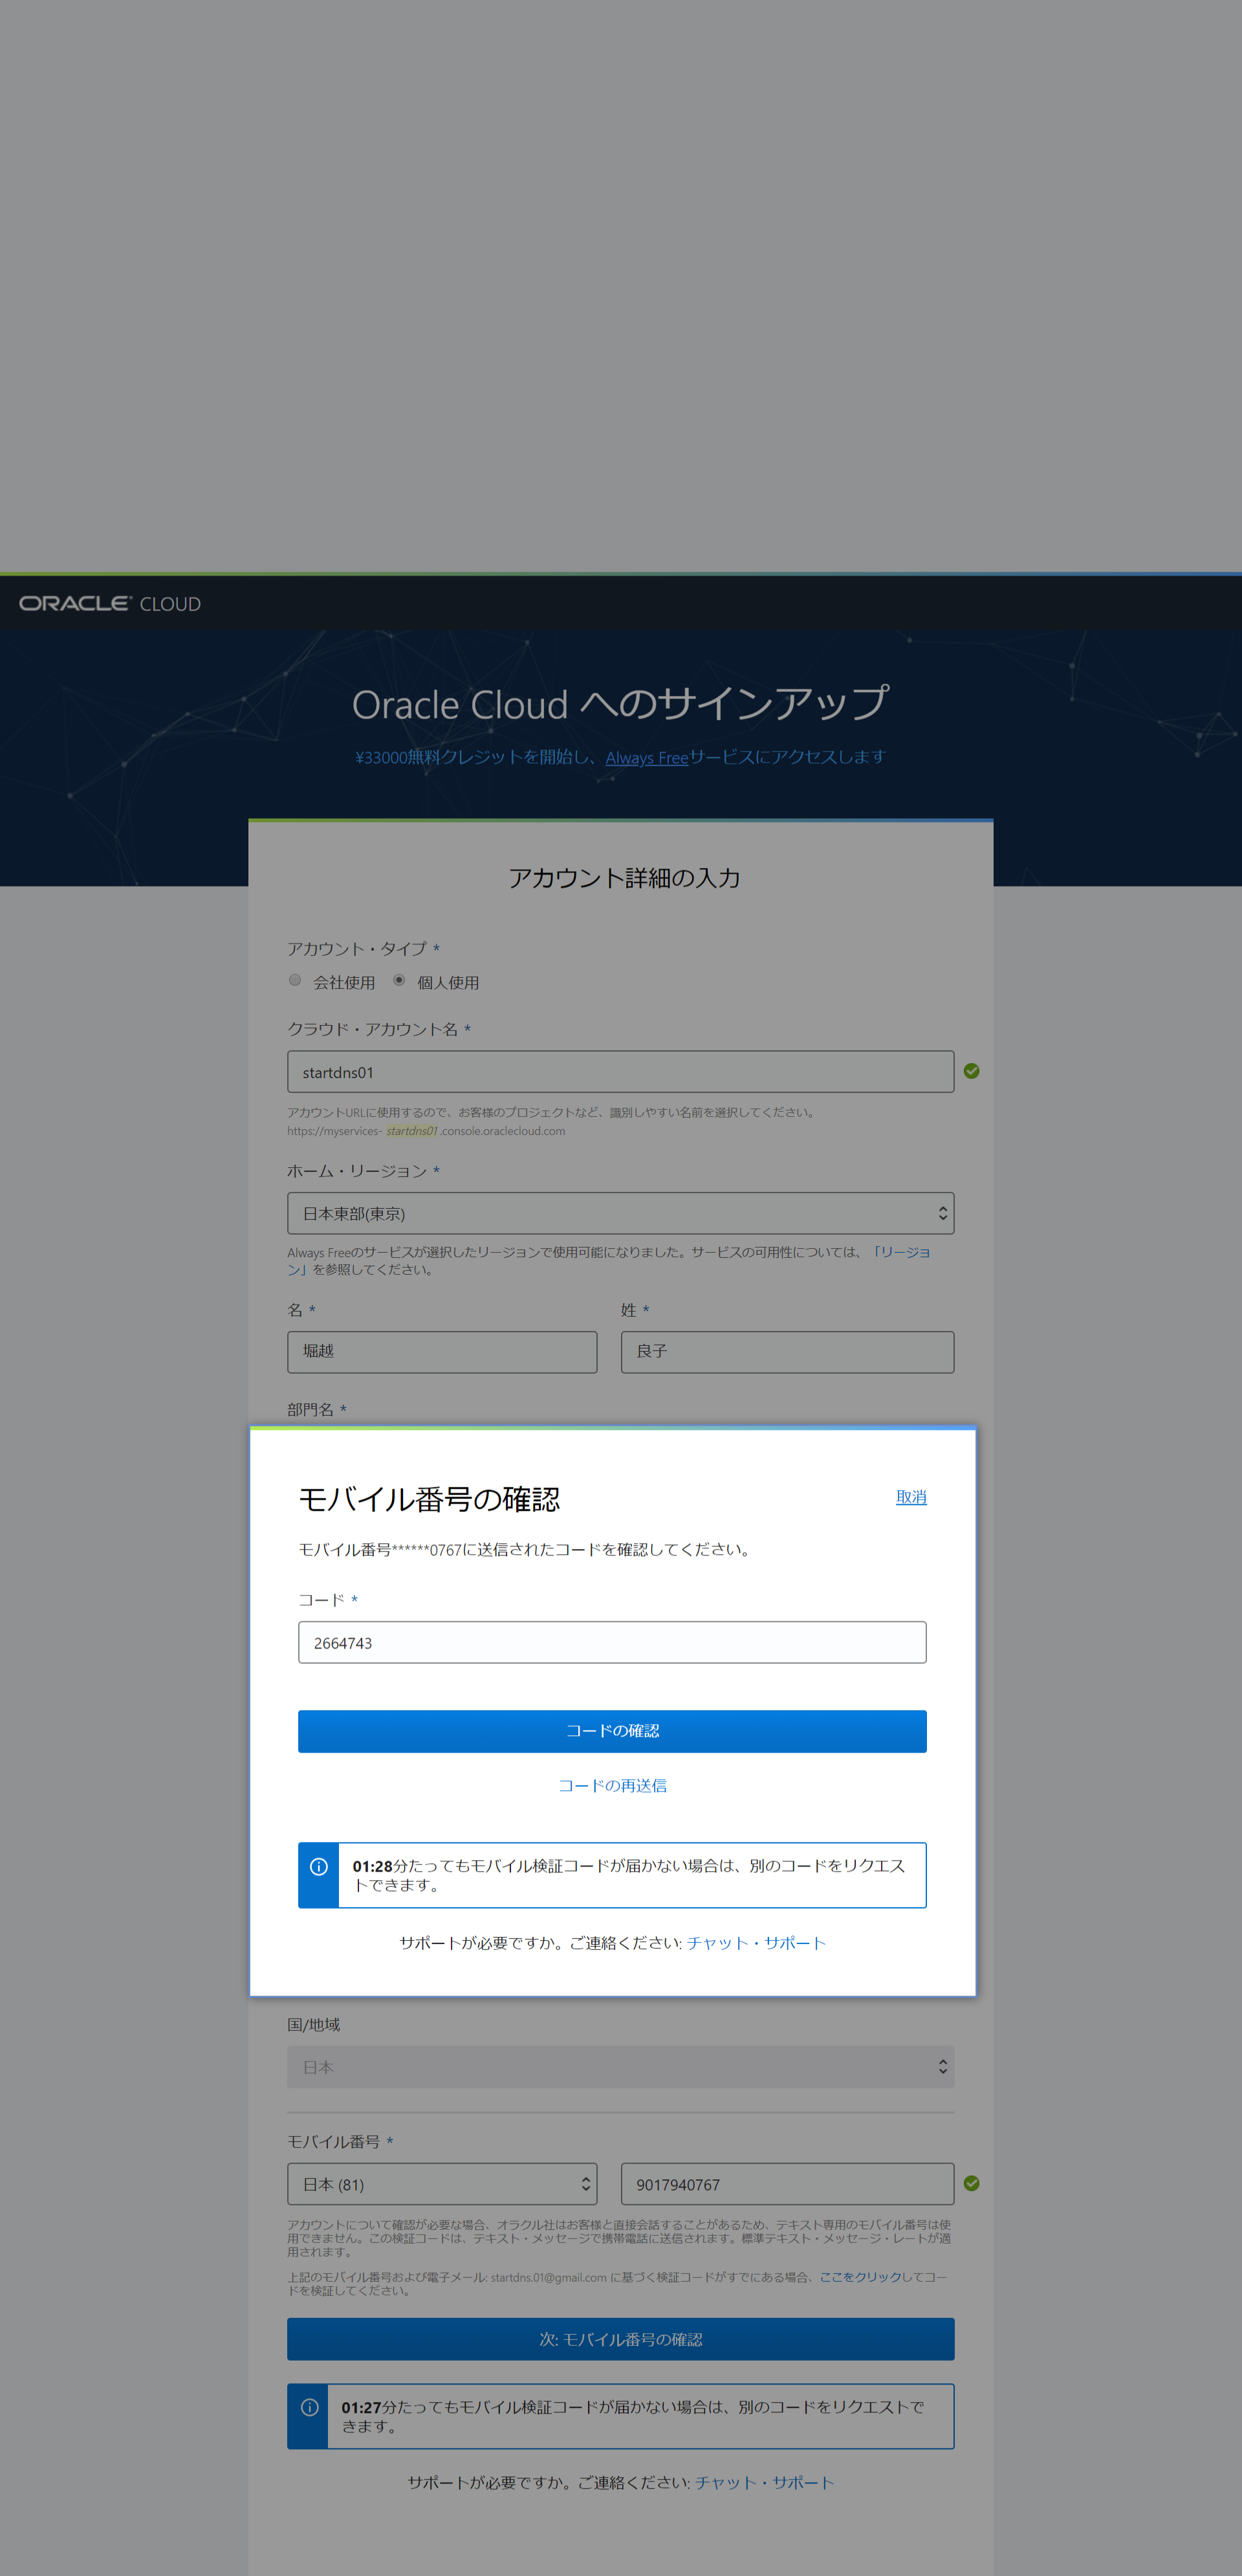 ORACLE® CLOUD
Oracle Cloud へのサインアップ
¥33000無料クレジットを開始し、Always Freeサービスにアクセスします
アカウント詳細の入力
アカウント・タイプ *
会社使用 個人使用
クラウド・アカウント名 *
startdns01
アカウントURLに使用するので、お客様のプロジェクトなど、識別しやすい名前を選択してください。
https://myservices- startdns01 .console.oraclecloud.com
ホーム・リージョン *
日本東部(東京)
Always Freeのサービスが選択したリージョンで使用可能になりました。サービスの可用性については、「リージョ
ン」を参照してください。
名 * 姓 *
堀越 良子
部門名 *
モバイル番号の確認 取消
モバイル番号******0767に送信されたコードを確認してください。
コード *
2664743
コードの確認
コードの再送信
01:28分たってもモバイル検証コードが届かない場合は、別のコードをリクエス
トできます。
サポートが必要ですか。ご連絡ください: チャット・サポート
国/地域
日本
モバイル番号 *
日本 (81) 9017940767
アカウントについて確認が必要な場合、オラクル社はお客様と直接会話することがあるため、テキスト専用のモバイル番号は使
用できません。この検証コードは、テキスト・メッセージで携帯電話に送信されます。標準テキスト・メッセージ・レートが適
用されます。
上記のモバイル番号および電子メール: startdns.01@gmail.com に基づく検証コードがすでにある場合、ここをクリックしてコー
ドを検証してください。
次: モバイル番号の確認
01:27分たってもモバイル検証コードが届かない場合は、別のコードをリクエストで
きます。
サポートが必要ですか。ご連絡ください: チャット・サポート